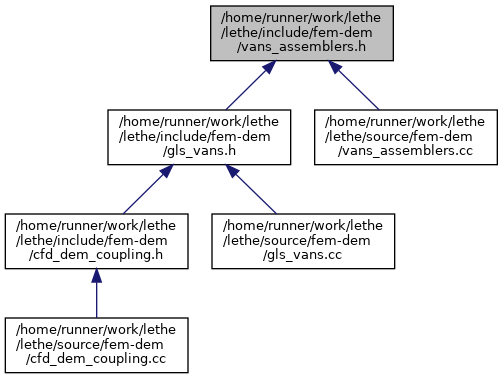 /home/runner/work/lethe
/lethe/include/fem-dem
/vans_assemblers.h
/home/runner/work/lethe
/lethe/include/fem-dem
/gls_vans.h
/home/runner/work/lethe
/lethe/source/fem-dem
/vans_assemblers.cc
/home/runner/work/lethe
/lethe/include/fem-dem
/cfd_dem_coupling.h
/home/runner/work/lethe
/lethe/source/fem-dem
/gls_vans.cc
/home/runner/work/lethe
/lethe/source/fem-dem
/cfd_dem_coupling.cc